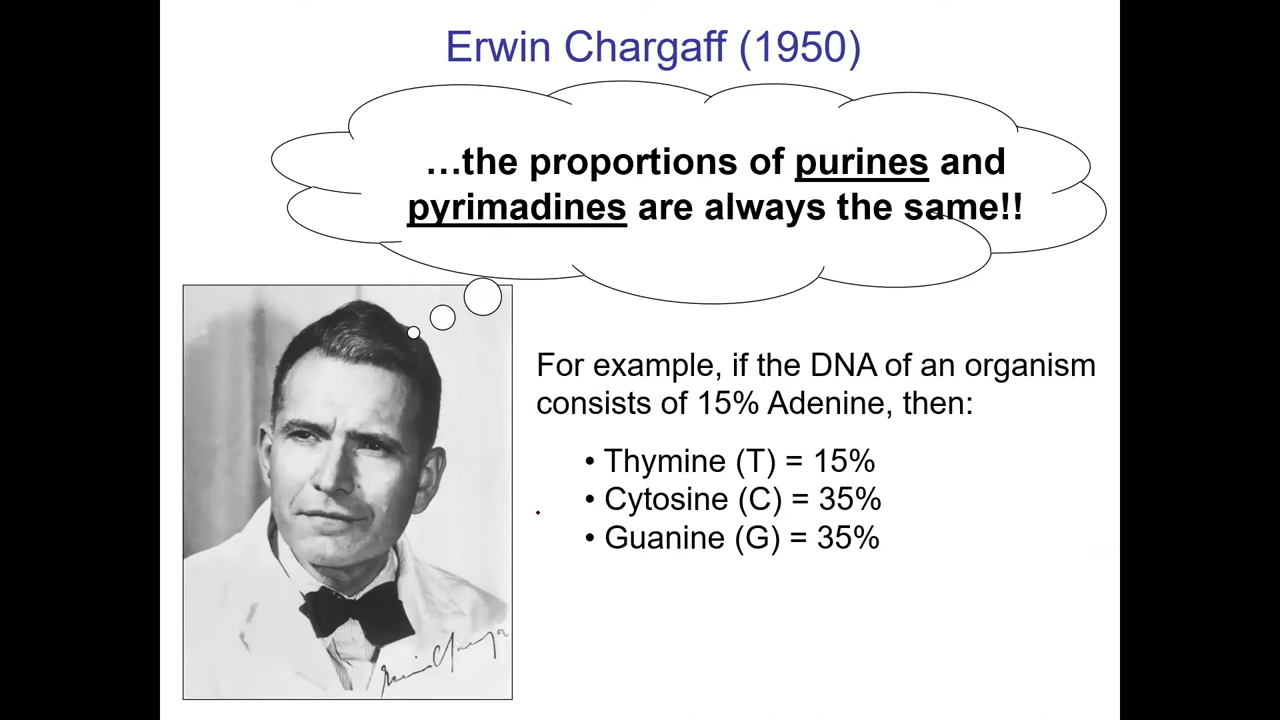 Erwin Chargaff (1950)
…the proportions of purines and
pyrimadines are always the same!!
For example, if the DNA of an organism
consists of 15% Adenine, then:
• Thymine (T) = 15%
• Cytosine (C) = 35%
• Guanine (G) = 35%